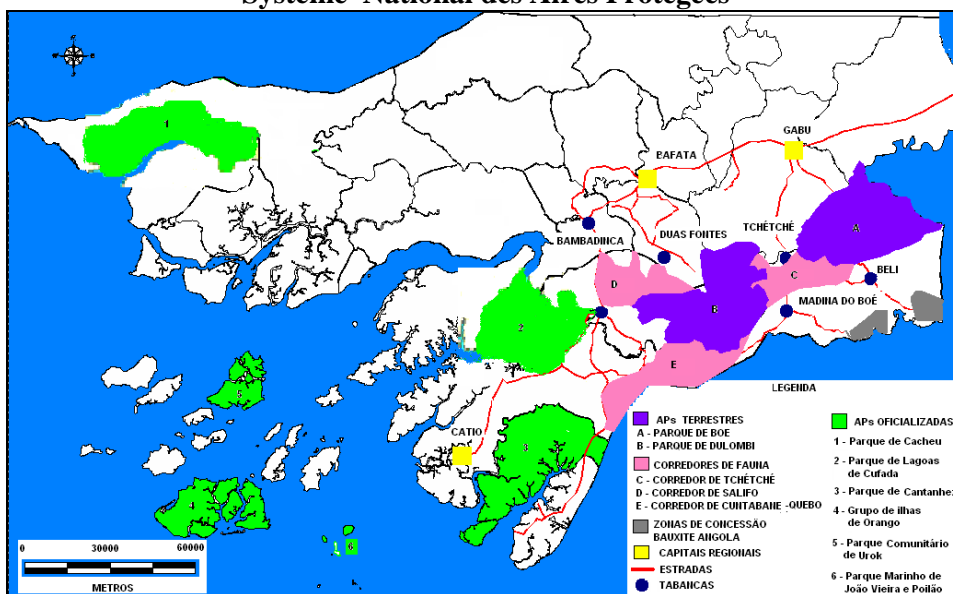 Système National des Aires Protégées
1
GABU
BAFATA
A
BAMBADINCA
DUAS FONTES
TCHÉTCHÉ
C
BELI
D
MADINA DO BOÉ
B
2
E
5
CATIO
3
4
6
LEGENDA
APs TERRESTRES
A - PARQUE DE BOE
B - PARQUE DE DULOMBI
CORREDORES DE FAUNA
C - CORREDOR DE TCHÉTCHÉ
D - CORREDOR DE SALIFO
E - CORREDOR DE CUNTABANE -QUEBO
ZONAS DE CONCESSÃO
BAUXITE ANGOLA
CAPITAIS REGIONAIS
ESTRADAS
TABANCAS
APs OFICIALIZADAS
1 - Parque de Cacheu
2 - Parque de Lagoas
de Cufada
3 - Parque de Cantanhez
4 - Grupo de ilhas
de Orango
5 - Parque Comunitário
de Urok
6 - Parque Marinho de
João Vieira e Poilão
0 30000 60000
METROS